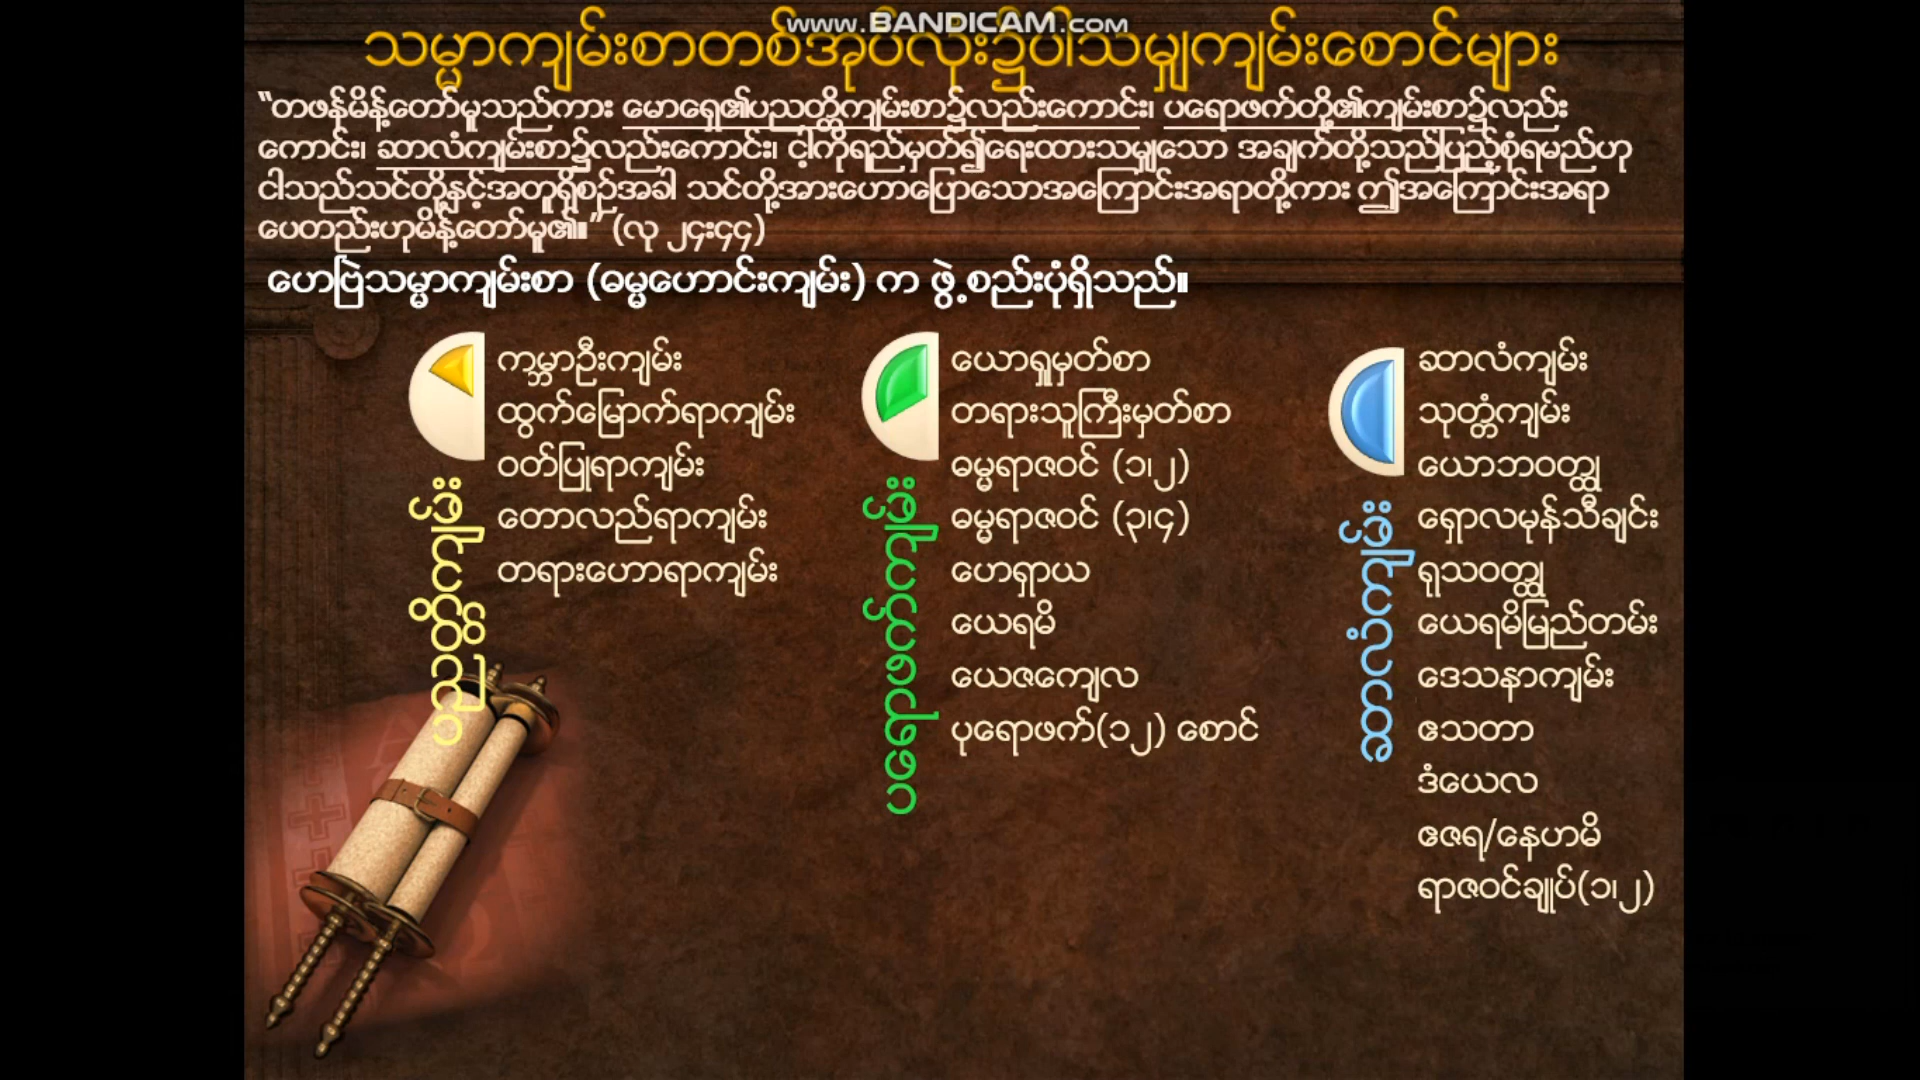 www.BANDICAM.com
သမ္မာကျမ်းစာတစ်အုပ်လုံး၌ပါသမျှကျမ်းစောင်များ
“တဖန်မိန့်တော်မူသည်ကား မောရှေ၏ပညတ္တိကျမ်းစာ၌လည်းကောင်း၊ ပရောဖက်တို့၏ကျမ်းစာ၌လည်း
ကောင်း၊ ဆာလံကျမ်းစာ၌လည်းကောင်း၊ ငါ့ကိုရည်မှတ်၍ရေးထားသမျှသော အချက်တို့သည်ပြည့်စုံရမည်ဟု
ငါသည်သင်တို့နှင့်အတူရှိစဉ်အခါ သင်တို့အားဟောပြောသောအကြောင်းအရာတို့ကား ဤအကြောင်းအရာ
ပေတည်းဟုမိန့်တော်မူ၏။” (လု ၂၄း၄၄)
ဟေဗြဲသမ္မာကျမ်းစာ (ဓမ္မဟောင်းကျမ်း) က ဖွဲ့စည်းပုံရှိသည်။
ပညတ္တိကျမ်း
ကမ္ဘာဦးကျမ်း
ထွက်မြောက်ရာကျမ်း
ဝတ်ပြုရာကျမ်း
တောလည်ရာကျမ်း
တရားဟောရာကျမ်း
ပရောဖက်ကျမ်း
ယောရှုမှတ်စာ
တရားသူကြီးမှတ်စာ
ဓမ္မရာဇဝင် (၁၊၂)
ဓမ္မရာဇဝင် (၃၊၄)
ဟေရှာယ
ယေရမိ
ယေဇကျေလ
ပုရောဖက်(၁၂) စောင်
ဆာလံကျမ်း
ဆာလံကျမ်း
သုတ္တံကျမ်း
ယောဘဝတ္ထု
ရှောလမုန်သီချင်း
ရုသဝတ္ထု
ယေရမိမြည်တမ်း
ဒေသနာကျမ်း
ဧသတာ
ဒံယေလ
ဧဇရ/နေဟမိ
ရာဇဝင်ချုပ်(၁၊၂)